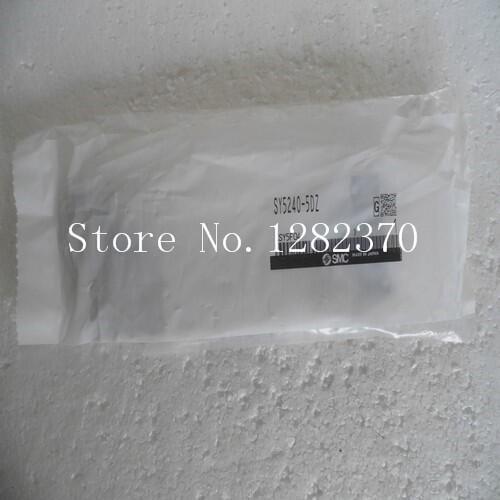 SY5240-5DZ
G
Store No. 1282370
SMC
MADE IN JAPAN